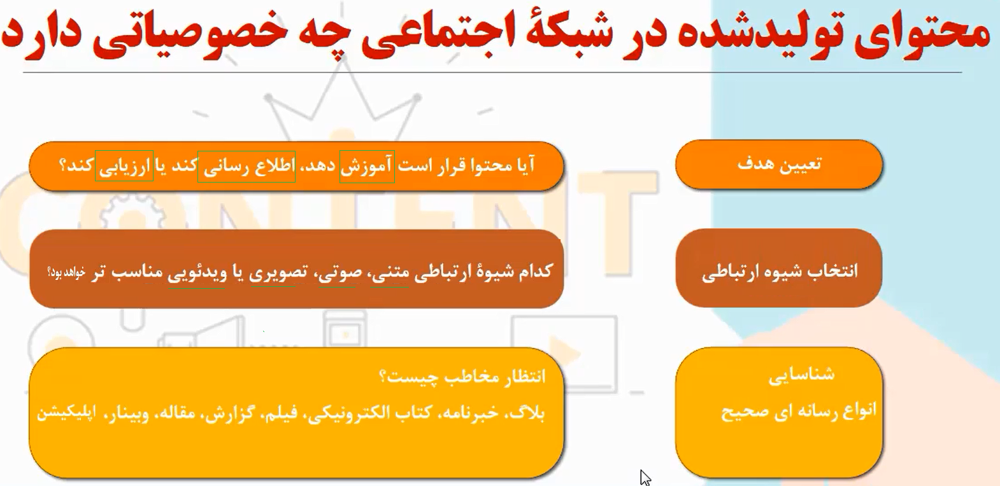 محتوای تولیدشده در شبکهٔ اجتماعی چه خصوصیاتی دارد
تعیین هدف
آیا محتوا قرار است آموزش دهد، اطلاع رسانی کند یا ارزیابی کند؟
انتخاب شیوه ارتباطی
کدام شیوهٔ ارتباطی متنی، صوتی، تصویری یا ویدئویی مناسب تر خواهد بود؟
شناسایی
انواع رسانه ای صحیح
انتظار مخاطب چیست؟
بلاگ، خبرنامه، کتاب الکترونیکی، فیلم، گزارش، مقاله، وبینار، اپلیکیشن
CONTENT